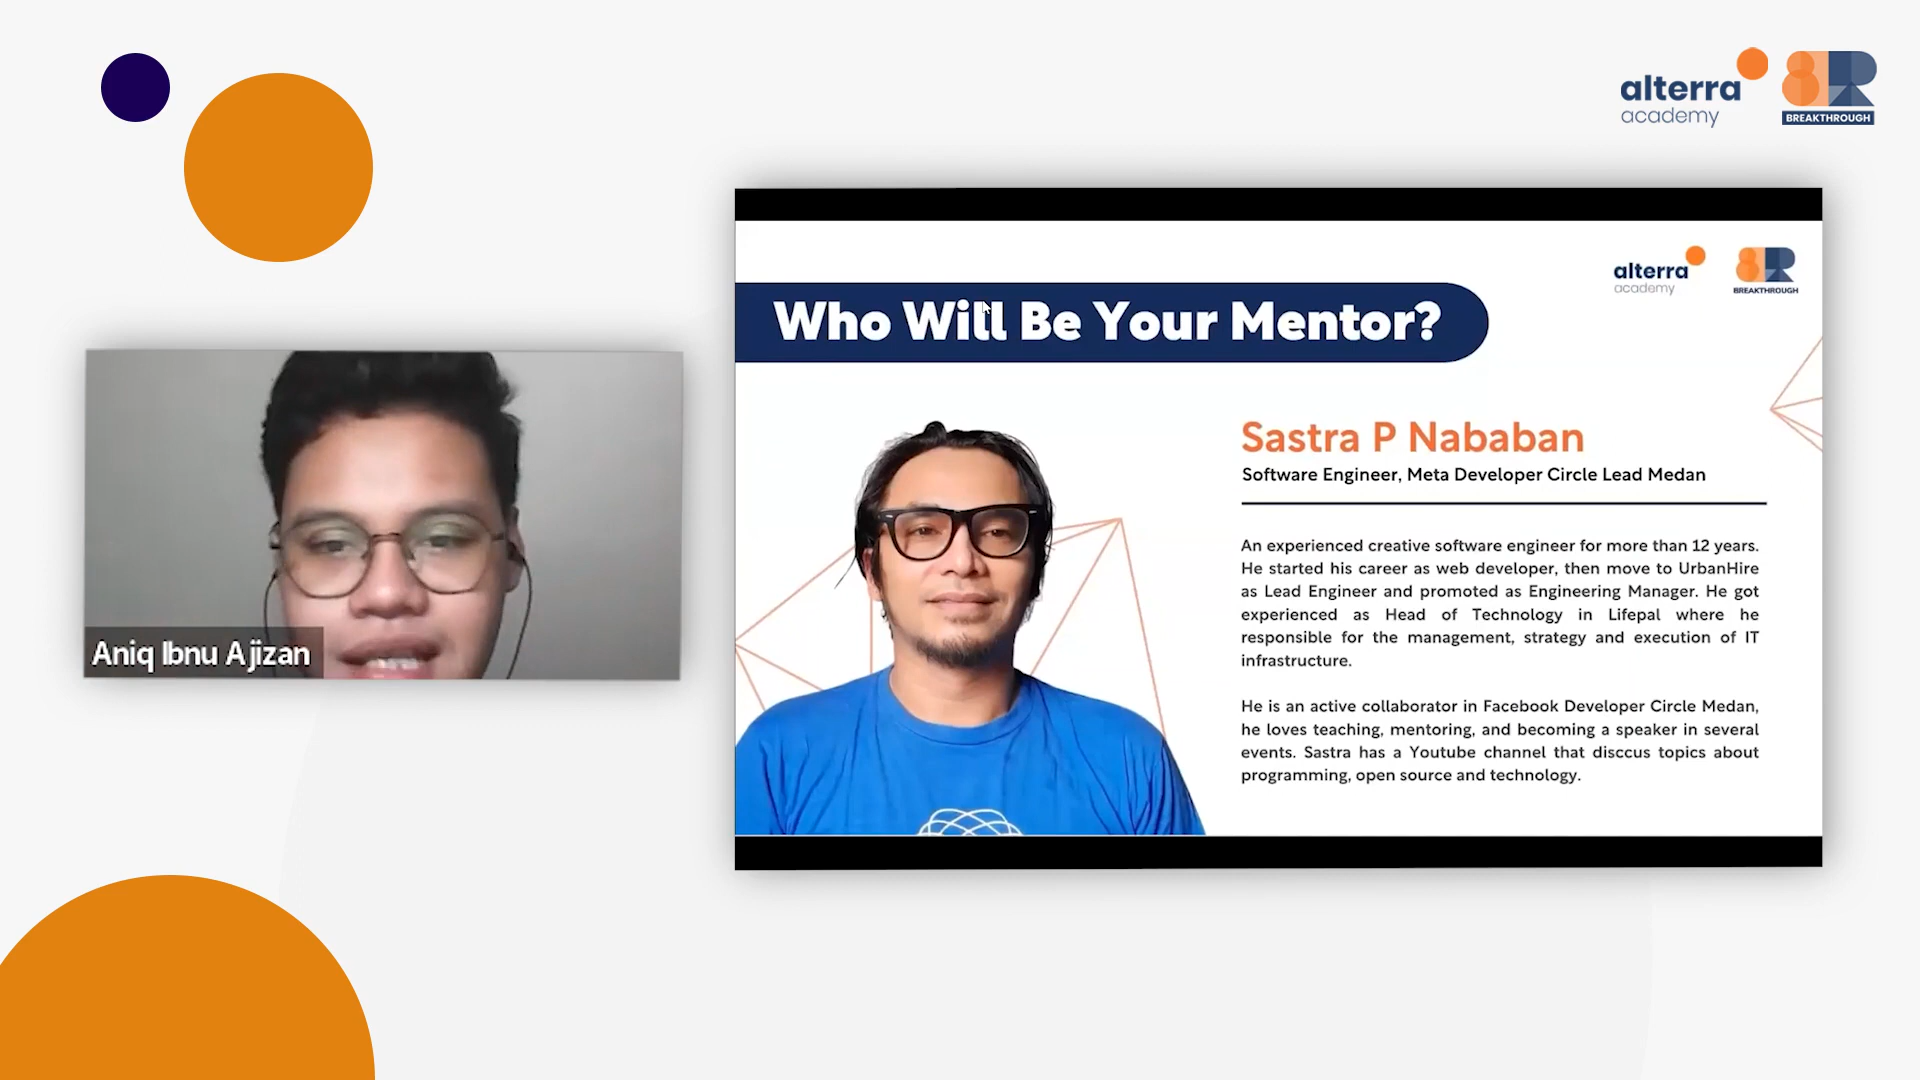 alterra
academy
BREAKTHROUGH
alterra
academy
BREAKTHROUGH
Who Will Be Your Mentor?
Sastra P Nababan
Software Engineer, Meta Developer Circle Lead Medan
An experienced creative software engineer for more than 12 years.
He started his career as web developer, then move to UrbanHire
as Lead Engineer and promoted as Engineering Manager. He got
experienced as Head of Technology in Lifepal where he
responsible for the management, strategy and execution of IT
infrastructure.
He is an active collaborator in Facebook Developer Circle Medan,
he loves teaching, mentoring, and becoming a speaker in several
events. Sastra has a Youtube channel that disccus topics about
programming, open source and technology.
Aniq Ibnu Ajizan